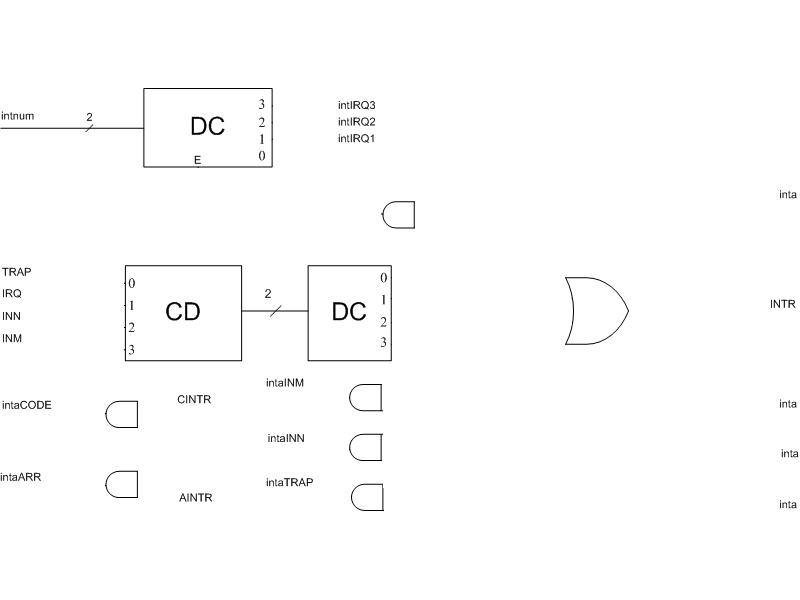 intnum
2
DC
3
2
1
0
E
intIRQ3
intIRQ2
intIRQ1
inta
TRAP
IRQ
INN
INM
0
1
2
3
CD
2
DC
0
1
2
3
INTR
intaCODE
CINTR
intaINM
inta
intaINN
inta
intaARR
AINTR
intaTRAP
inta